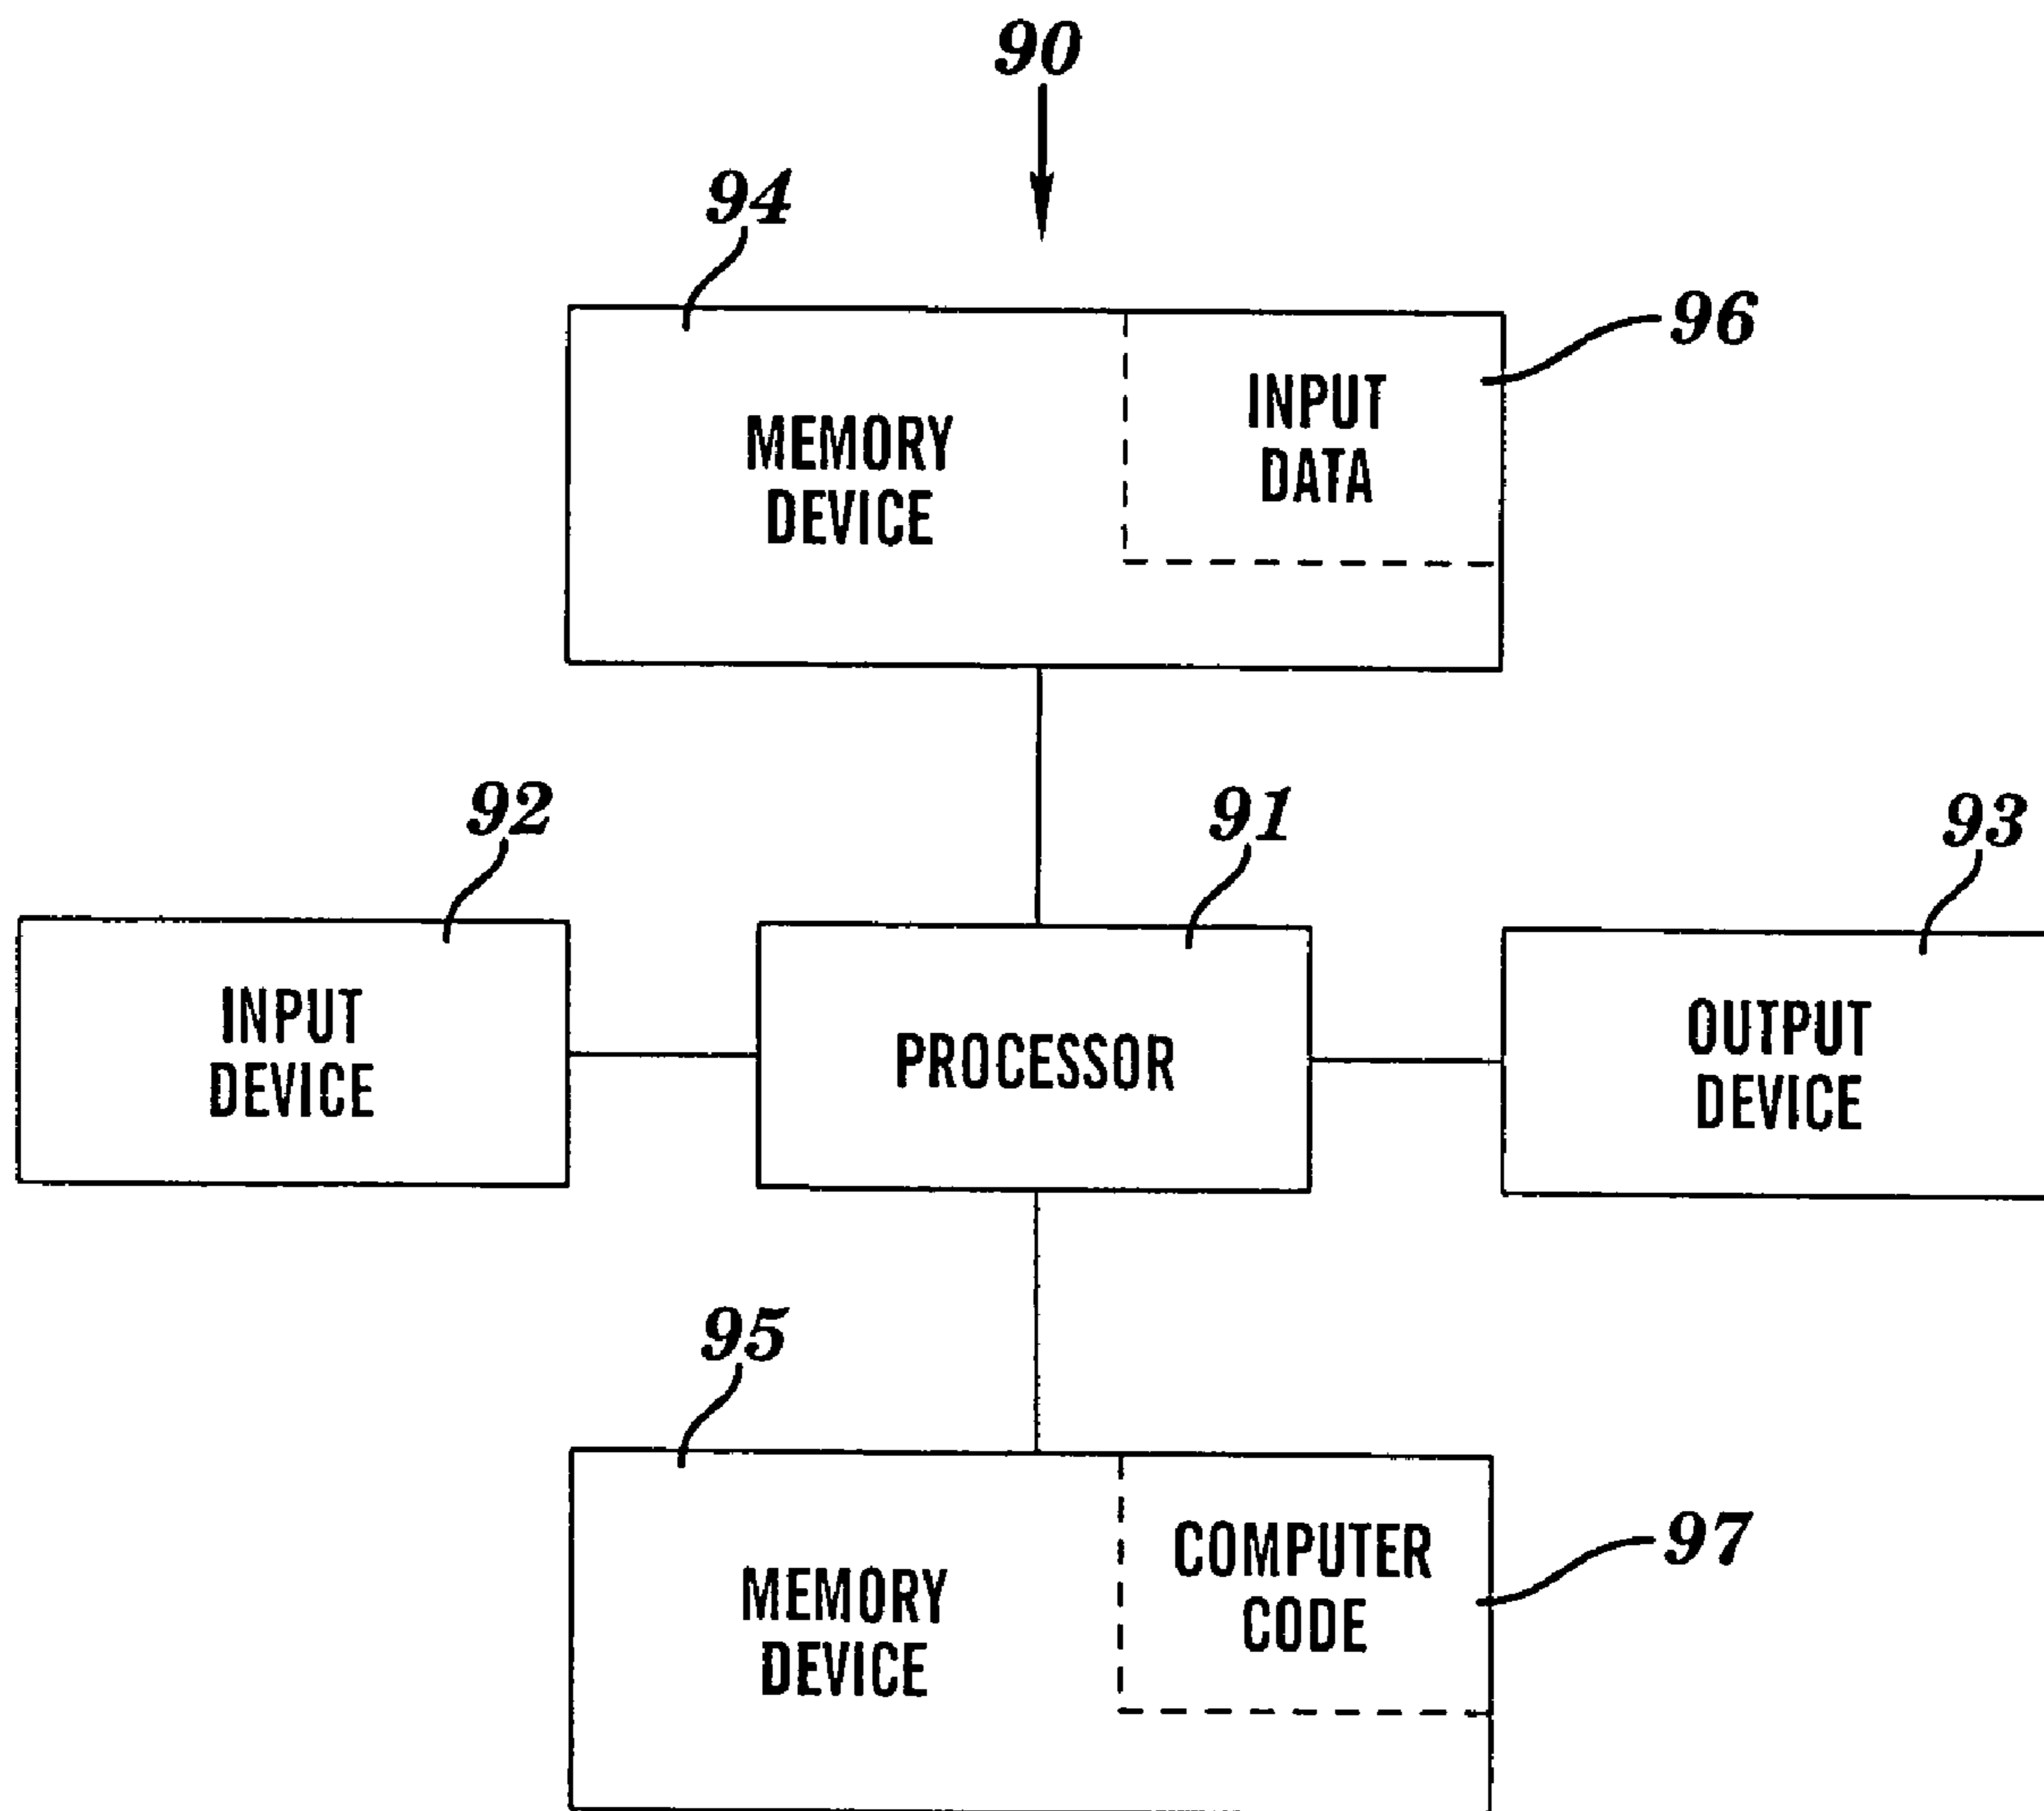 90
94
96
MEMORY
DEVICE
INPUT
DATA
92
91
93
INPUT
DEVICE
PROCESSOR
OUTPUT
DEVICE
95
97
MEMORY
DEVICE
COMPUTER
CODE